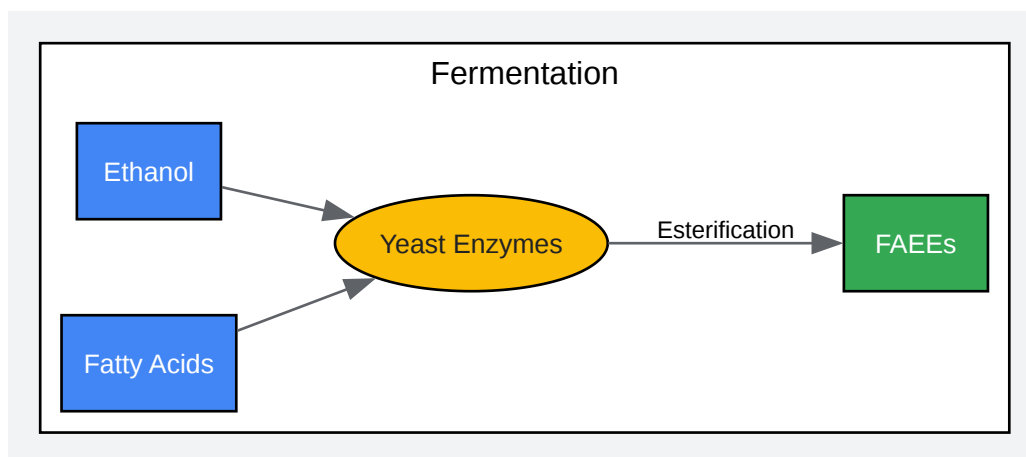 Fermentation
Ethanol
Yeast Enzymes
Esterification
FAEEs
Fatty Acids